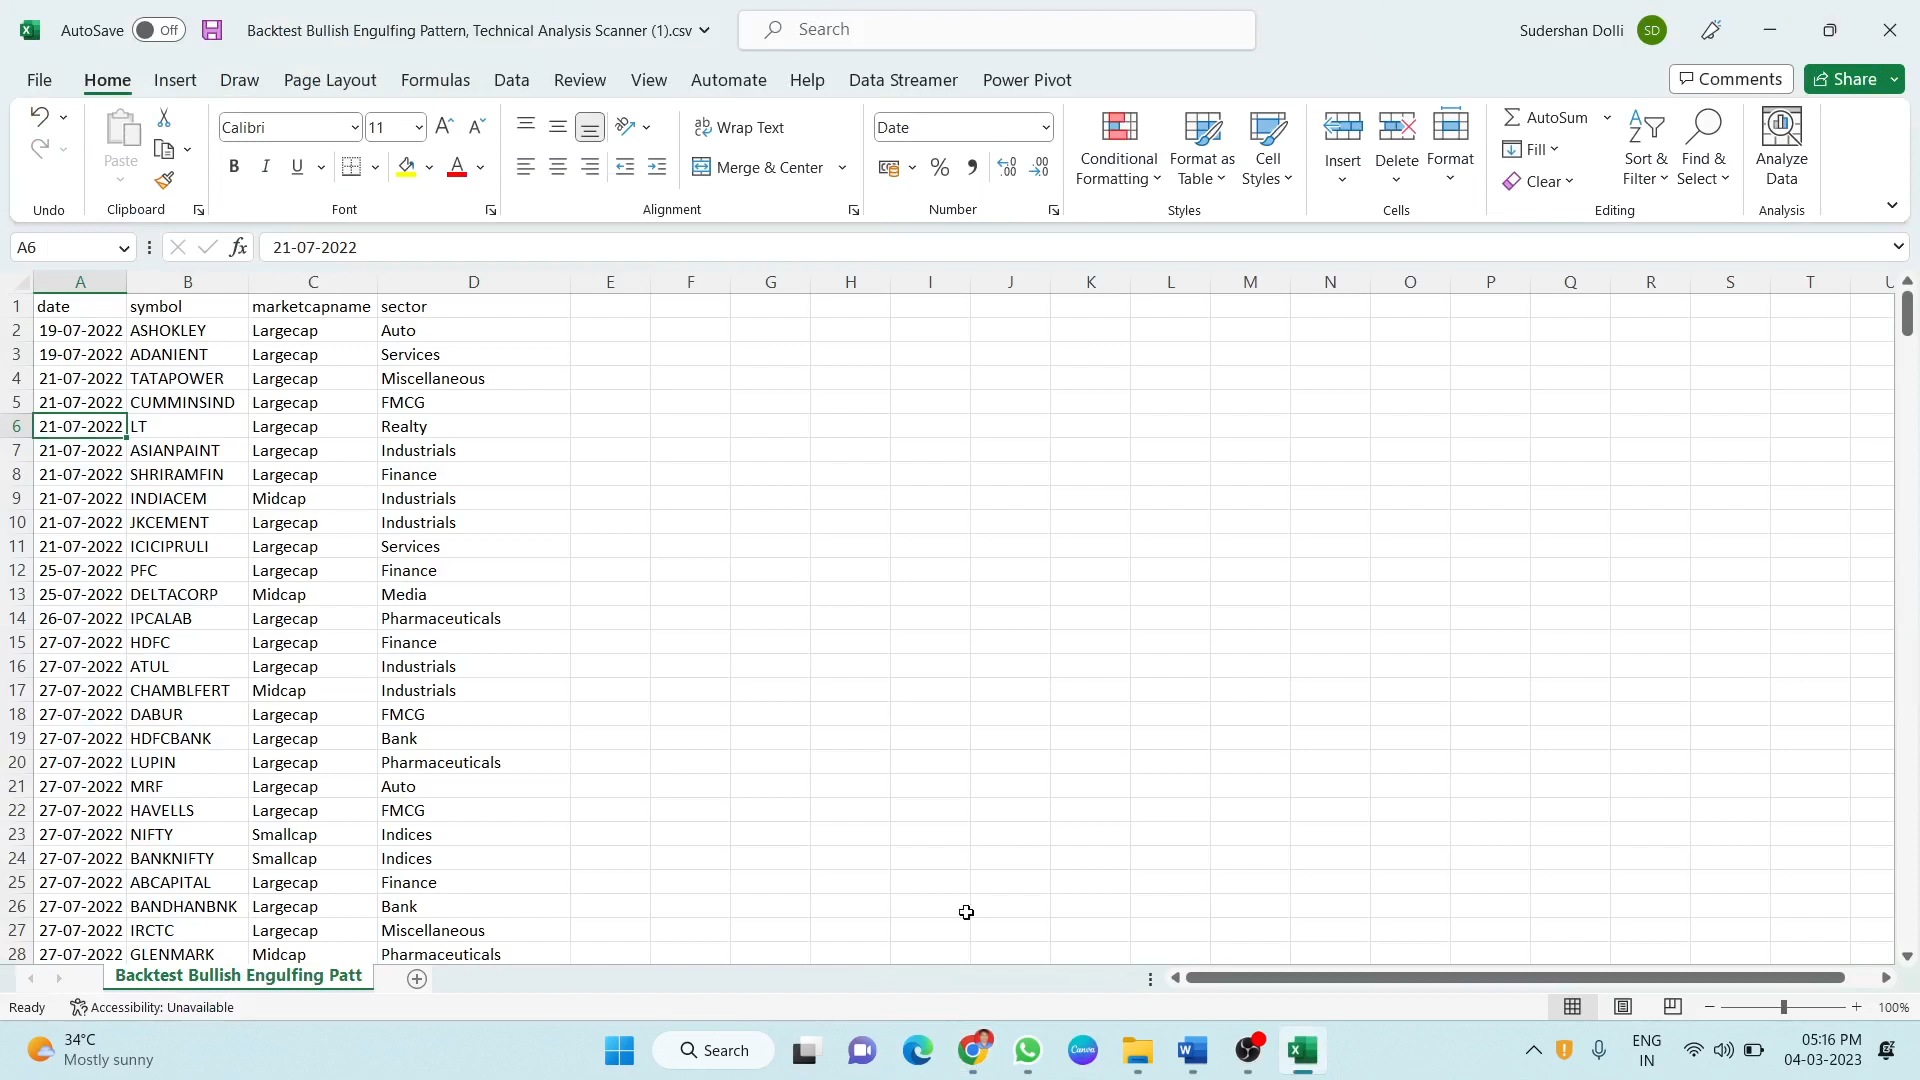 AutoSave Off Backtest Bullish Engulfing Pattern, Technical Analysis Scanner (1).csv Search Sudershan Dolli SD
File Home Insert Draw Page Layout Formulas Data Review View Automate Help Data Streamer Power Pivot Comments Share
Calibri 11 Wrap Text Date AutoSum
Paste Conditional Formatting Format as Table Cell Styles Insert Delete Format Fill Sort & Filter Find & Select Analyze Data
B I U Merge & Center % Clear
Undo Clipboard Font Alignment Number Styles Cells Editing Analysis
A6 fx 21-07-2022
A B C D E F G H I J K L M N O P Q R S T U
1 date symbol marketcapname sector
2 19-07-2022 ASHOKLEY Largecap Auto
3 19-07-2022 ADANIENT Largecap Services
4 21-07-2022 TATAPOWER Largecap Miscellaneous
5 21-07-2022 CUMMINSIND Largecap FMCG
6 21-07-2022 LT Largecap Realty
7 21-07-2022 ASIANPAINT Largecap Industrials
8 21-07-2022 SHRIRAMFIN Largecap Finance
9 21-07-2022 INDIACEM Midcap Industrials
10 21-07-2022 JKCEMENT Largecap Industrials
11 21-07-2022 ICICIPRULI Largecap Services
12 25-07-2022 PFC Largecap Finance
13 25-07-2022 DELTACORP Midcap Media
14 26-07-2022 IPCALAB Largecap Pharmaceuticals
15 27-07-2022 HDFC Largecap Finance
16 27-07-2022 ATUL Largecap Industrials
17 27-07-2022 CHAMBLFERT Midcap Industrials
18 27-07-2022 DABUR Largecap FMCG
19 27-07-2022 HDFCBANK Largecap Bank
20 27-07-2022 LUPIN Largecap Pharmaceuticals
21 27-07-2022 MRF Largecap Auto
22 27-07-2022 HAVELLS Largecap FMCG
23 27-07-2022 NIFTY Smallcap Indices
24 27-07-2022 BANKNIFTY Smallcap Indices
25 27-07-2022 ABCAPITAL Largecap Finance
26 27-07-2022 BANDHANBNK Largecap Bank
27 27-07-2022 IRCTC Largecap Miscellaneous
28 27-07-2022 GLENMARK Midcap Pharmaceuticals
Backtest Bullish Engulfing Patt
Ready Accessibility: Unavailable 100%
34°C Search ENG 05:16 PM
Mostly sunny IN 04-03-2023